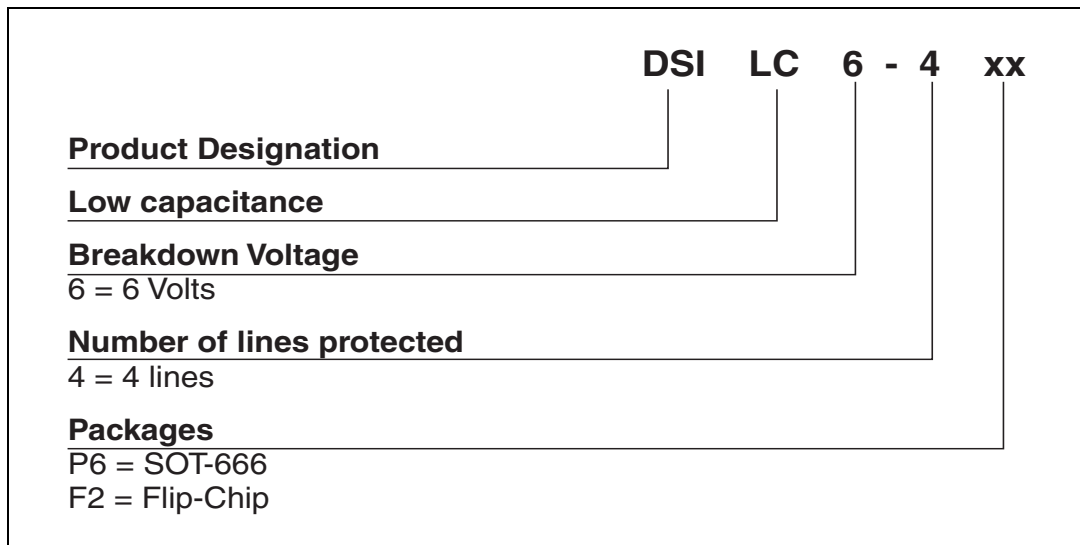 DSI LC 6 - 4 xx
Product Designation
Low capacitance
Breakdown Voltage
6 = 6 Volts
Number of lines protected
4 = 4 lines
Packages
P6 = SOT-666
F2 = Flip-Chip